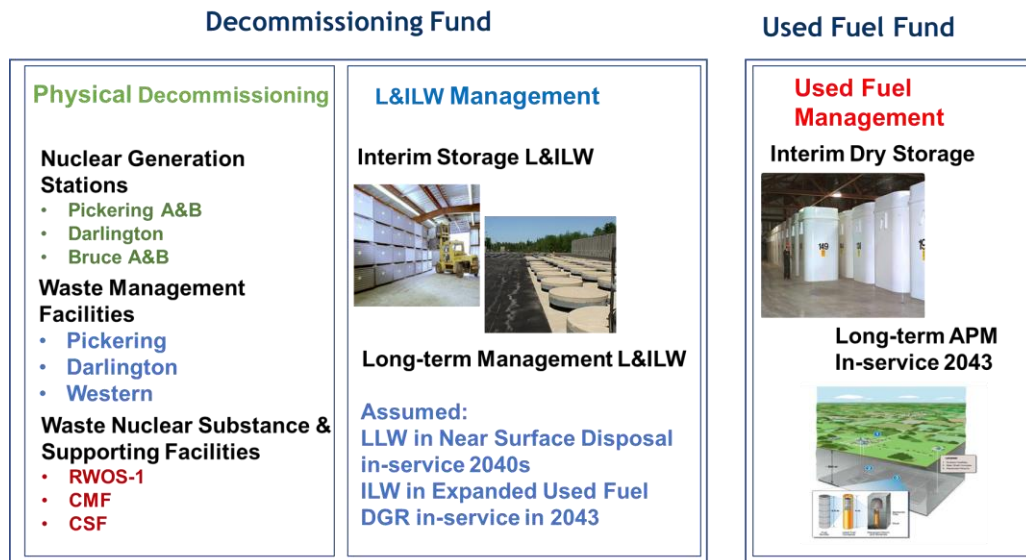 Decommissioning Fund
Used Fuel Fund
Physical Decommissioning
Nuclear Generation
Stations
• Pickering A&B
• Darlington
• Bruce A&B
Waste Management
Facilities
• Pickering
• Darlington
• Western
Waste Nuclear Substance &
Supporting Facilities
• RWOS-1
• CMF
• CSF
L&ILW Management
Interim Storage L&ILW
Long-term Management L&ILW
Assumed:
LLW in Near Surface Disposal
in-service 2040s
ILW in Expanded Used Fuel
DGR in-service in 2043
Used Fuel
Management
Interim Dry Storage
149
Long-term APM
In-service 2043